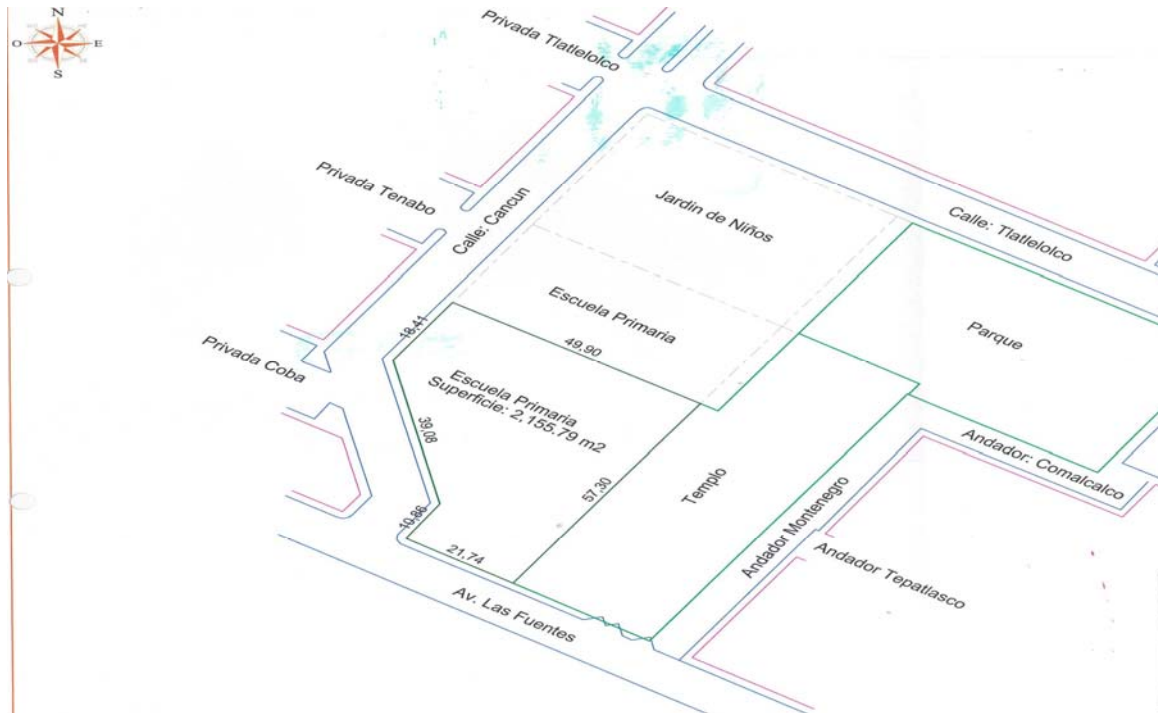 N
O
E
S
Privada Tlatlelolco
Privada Tenabo
Calle: Cancun
Jardin de Niños
Calle: Tlatlelolco
Escuela Primaria
Parque
18.41
49,90
Privada Coba
Escuela Primaria
Superficie: 2,155.79 m2
39,08
57,30
Templo
Andador: Comalcalco
Andador Montenegro
10,86
21,74
Andador Tepatlasco
Av. Las Fuentes